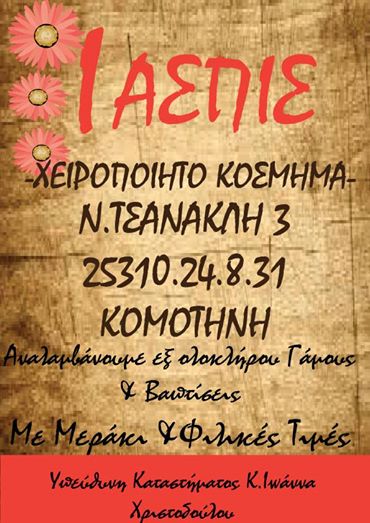 ΙΑΣΠΙΣ
-ΧΕΙΡΟΠΟΙΗΤΟ ΚΟΣΜΗΜΑ-
Ν.ΤΣΑΝΑΚΛΗ 3
25310.24.8.31
ΚΟΜΟΤΗΝΗ
Αναλαμβάνουμε εξ ολοκλήρου Γάμους
& Βαπτίσεις
Με Μεράκι & Φιλικές Τιμές
Υπεύθυνη Καταστήματος Κ.Ιωάννα
Χριστοδούλου